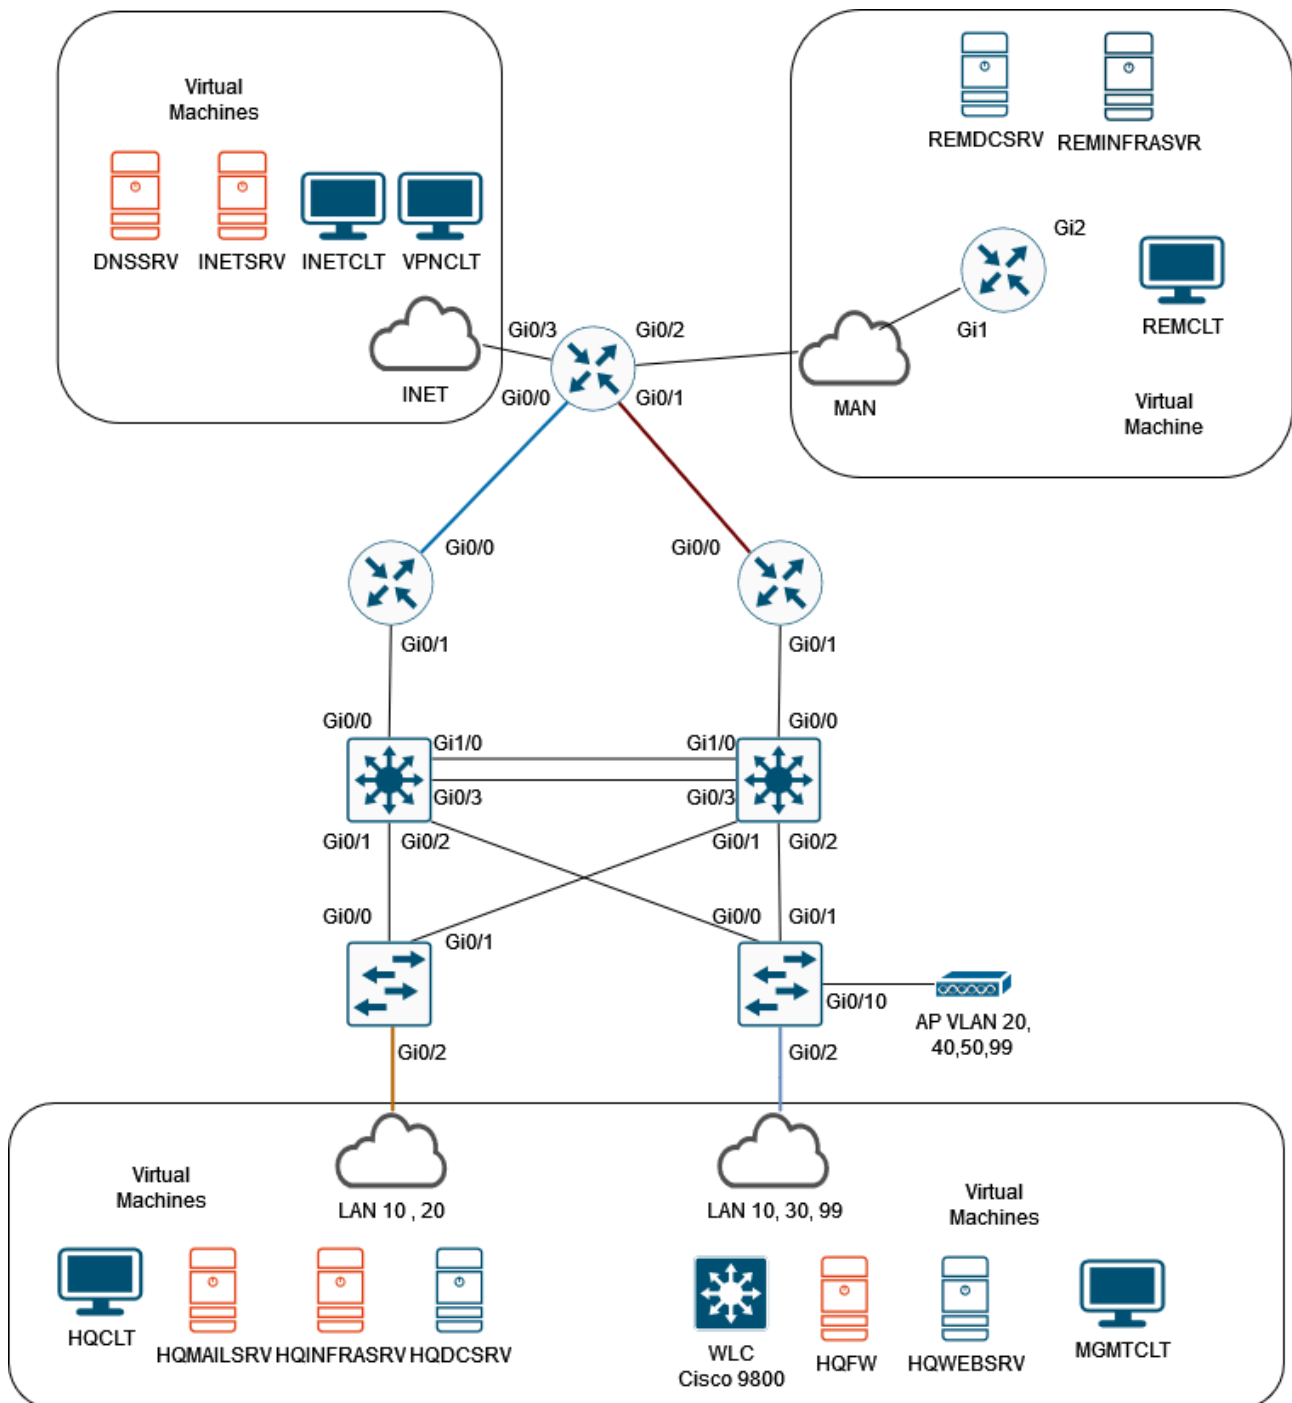 Virtual
Machines
DNSSRV
INETSRV
INETCLT
VPNCLT
INET
REMDCSRV
REMINFRASVR
Gi2
Gi1
REMCLT
MAN
Virtual
Machine
Gi0/3
Gi0/2
Gi0/0
Gi0/1
Gi0/0
Gi0/0
Gi0/1
Gi0/1
Gi0/0
Gi0/0
Gi1/0
Gi1/0
Gi0/3
Gi0/3
Gi0/1
Gi0/2
Gi0/1
Gi0/2
Gi0/0
Gi0/1
Gi0/0
Gi0/1
Gi0/10
AP VLAN 20,
40,50,99
Gi0/2
Gi0/2
Virtual
Machines
LAN 10 , 20
LAN 10, 30, 99
Virtual
Machines
HQCLT
HQMAILSRV
HQINFRASRV
HQDCSRV
WLC
Cisco 9800
HQFW
HQWEBSRV
MGMTCLT